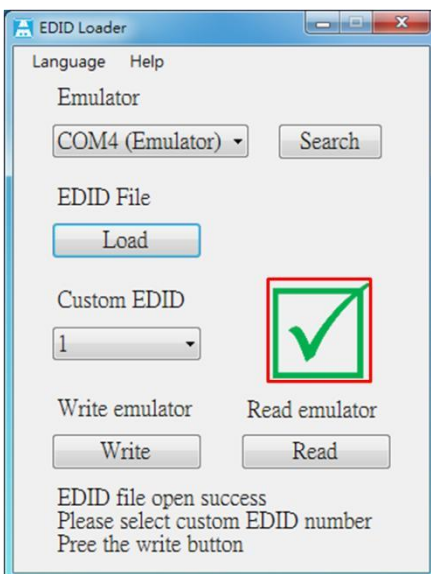 EDID Loader
Language Help
Emulator
COM4 (Emulator) Search
EDID File
Load
Custom EDID
1
Write emulator Read emulator
Write Read
EDID file open success
Please select custom EDID number
Pree the write button